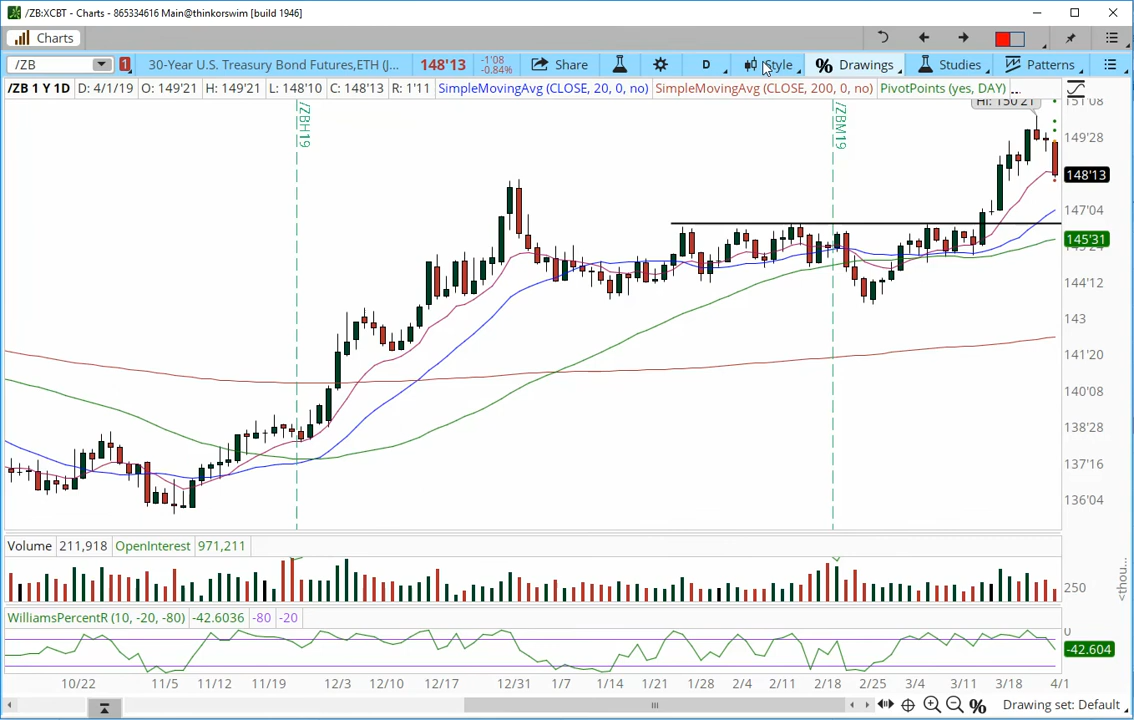 /ZB:XCBT - Charts - 865334616 Main@thinkorswim [build 1946]
Charts
/ZB 1 30-Year U.S. Treasury Bond Futures,ETH (J... 148'13 -1'08 -0.84% Share D Style Drawings Studies Patterns
/ZB 1 Y 1D D: 4/1/19 O: 149'21 H: 149'21 L: 148'10 C: 148'13 R: 1'11 SimpleMovingAvg (CLOSE, 20, 0, no) SimpleMovingAvg (CLOSE, 200, 0, no) PivotPoints (yes, DAY) ...
Hi: 150'21
151'08
/ZBH19
/ZBM19
149'28
148'13
147'04
145'31
144'12
143
141'20
140'08
138'28
137'16
136'04
Volume 211,918 OpenInterest 971,211
250
<thou...
WilliamsPercentR (10, -20, -80) -42.6036 -80 -20
-42.604
10/22 11/5 11/12 11/19 12/3 12/10 12/17 12/31 1/7 1/14 1/21 1/28 2/4 2/11 2/18 2/25 3/4 3/11 3/18 4/1
Drawing set: Default